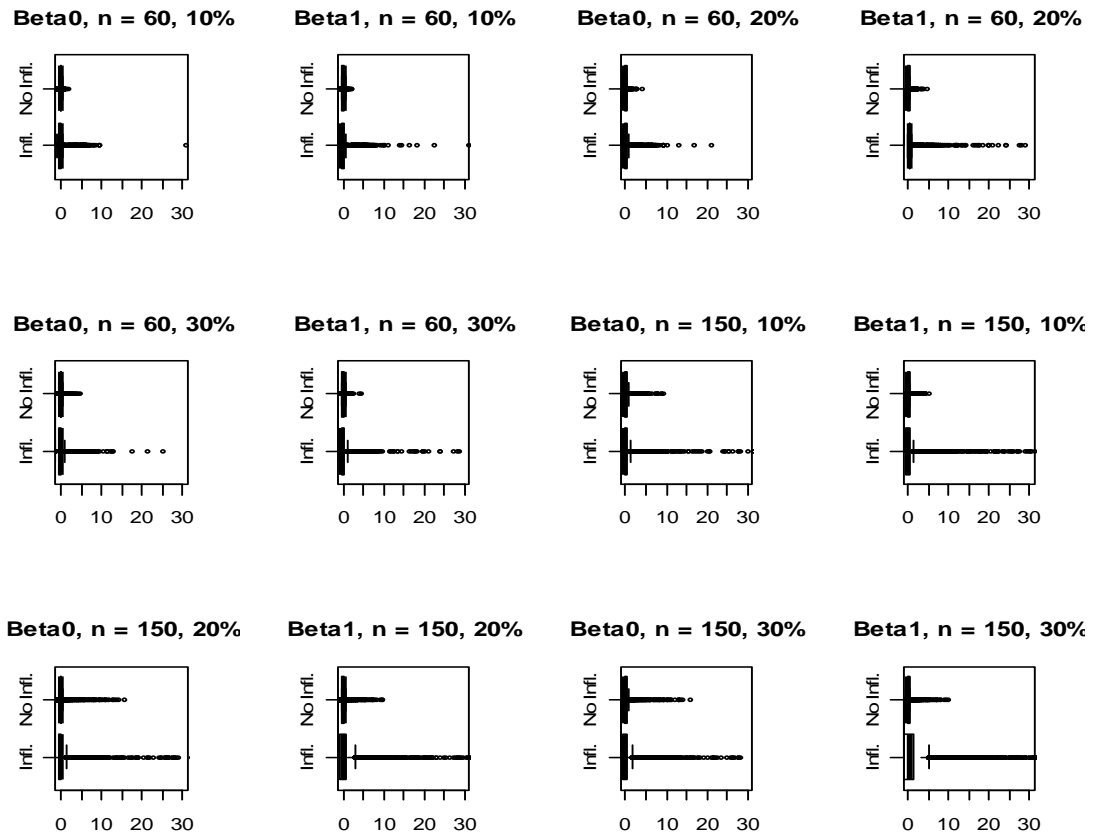 Beta0, n = 60, 10%
No Infl.
Infl.
0 10 20 30
Beta1, n = 60, 10%
No Infl.
Infl.
0 10 20 30
Beta0, n = 60, 20%
No Infl.
Infl.
0 10 20 30
Beta1, n = 60, 20%
No Infl.
Infl.
0 10 20 30
Beta0, n = 60, 30%
No Infl.
Infl.
0 10 20 30
Beta1, n = 60, 30%
No Infl.
Infl.
0 10 20 30
Beta0, n = 150, 10%
No Infl.
Infl.
0 10 20 30
Beta1, n = 150, 10%
No Infl.
Infl.
0 10 20 30
Beta0, n = 150, 20%
No Infl.
Infl.
0 10 20 30
Beta1, n = 150, 20%
No Infl.
Infl.
0 10 20 30
Beta0, n = 150, 30%
No Infl.
Infl.
0 10 20 30
Beta1, n = 150, 30%
No Infl.
Infl.
0 10 20 30